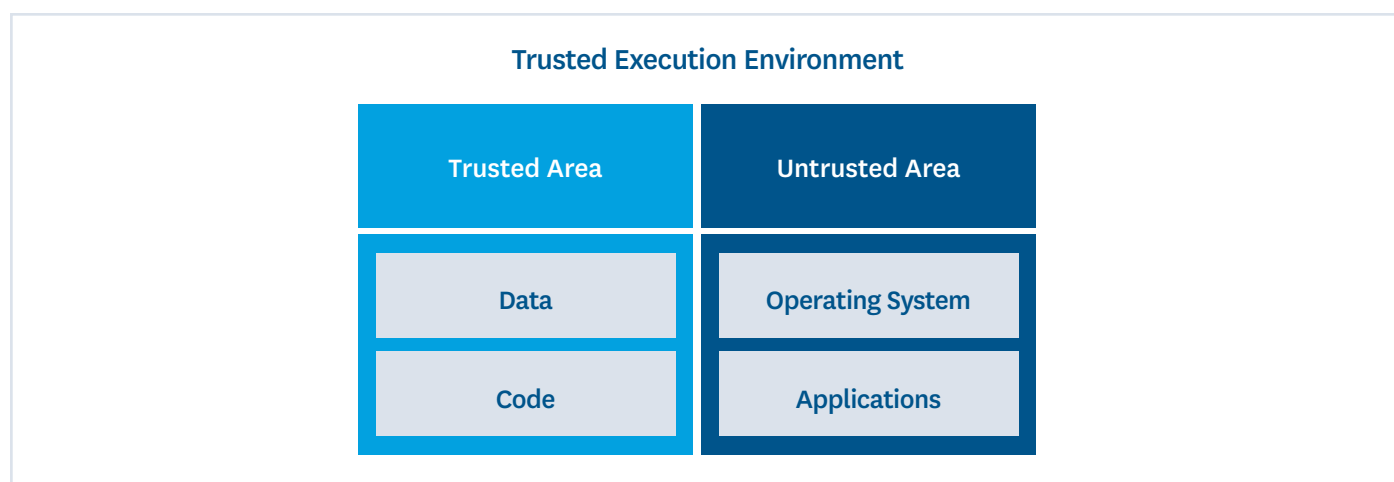 Trusted Execution Environment
Trusted Area
Untrusted Area
Data
Operating System
Code
Applications